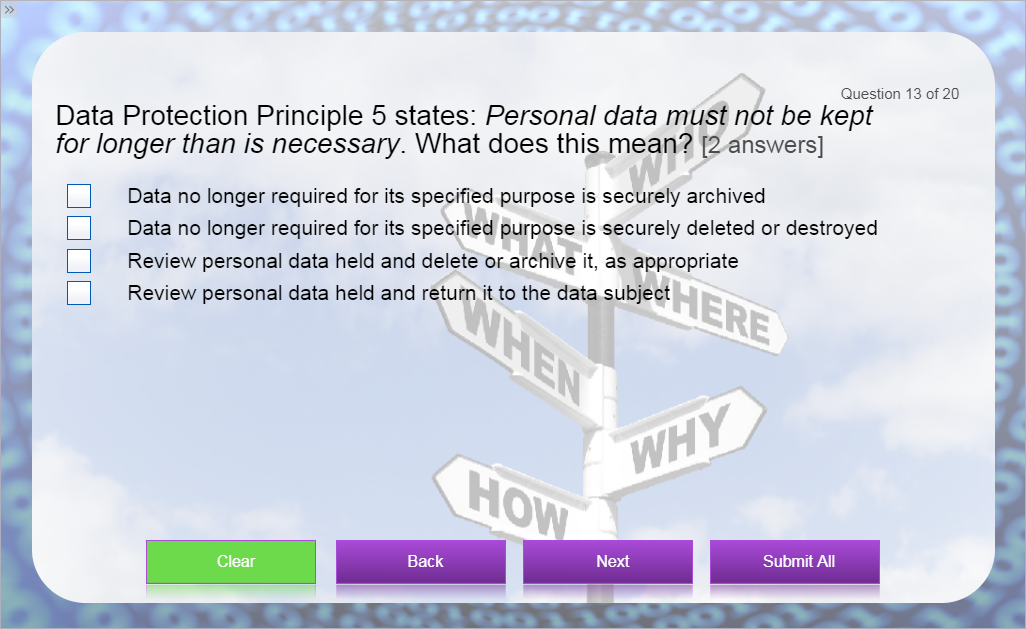 »
Question 13 of 20
Data Protection Principle 5 states: Personal data must not be kept
for longer than is necessary. What does this mean? [2 answers]
Data no longer required for its specified purpose is securely archived
Data no longer required for its specified purpose is securely deleted or destroyed
Review personal data held and delete or archive it, as appropriate
Review personal data held and return it to the data subject
WHO
WHAT
WHERE
WHEN
WHY
HOW
Clear
Back
Next
Submit All